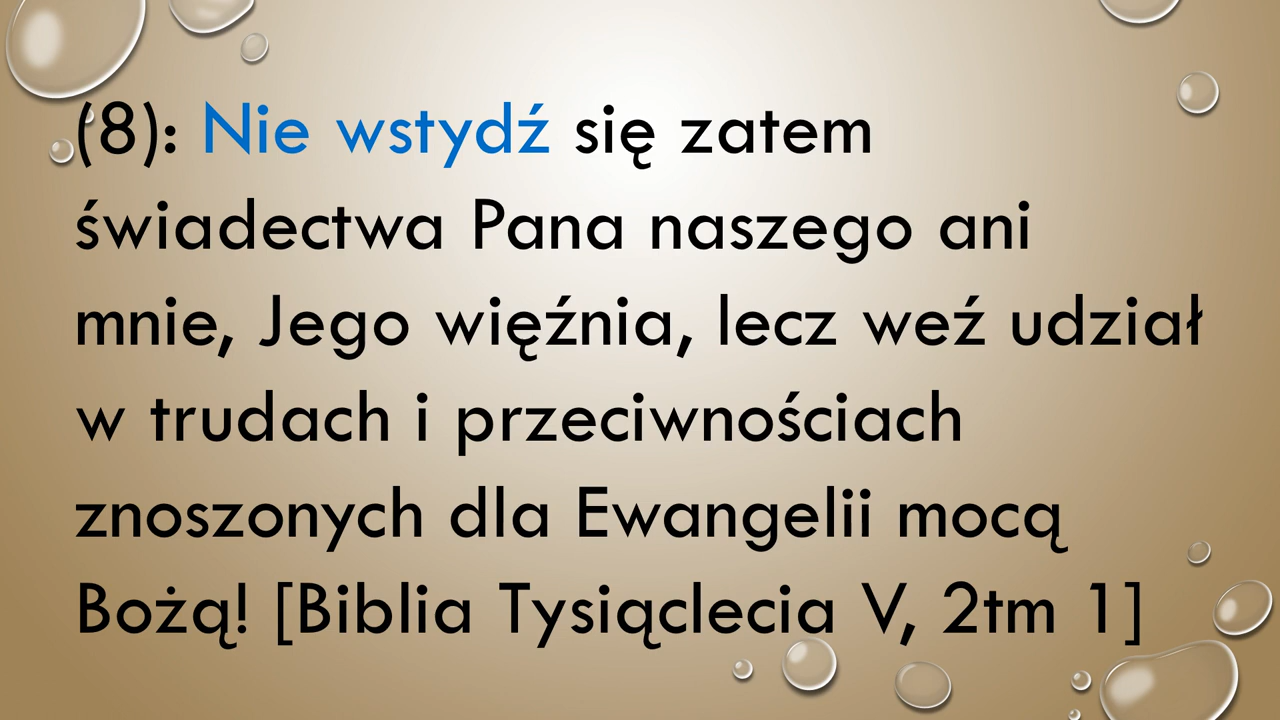 (8): Nie wstydź się zatem
świadectwa Pana naszego ani
mnie, Jego więźnia, lecz weź udział
w trudach i przeciwnościach
znoszonych dla Ewangelii mocą
Bożą! [Biblia Tysiąclecia V, 2tm 1]